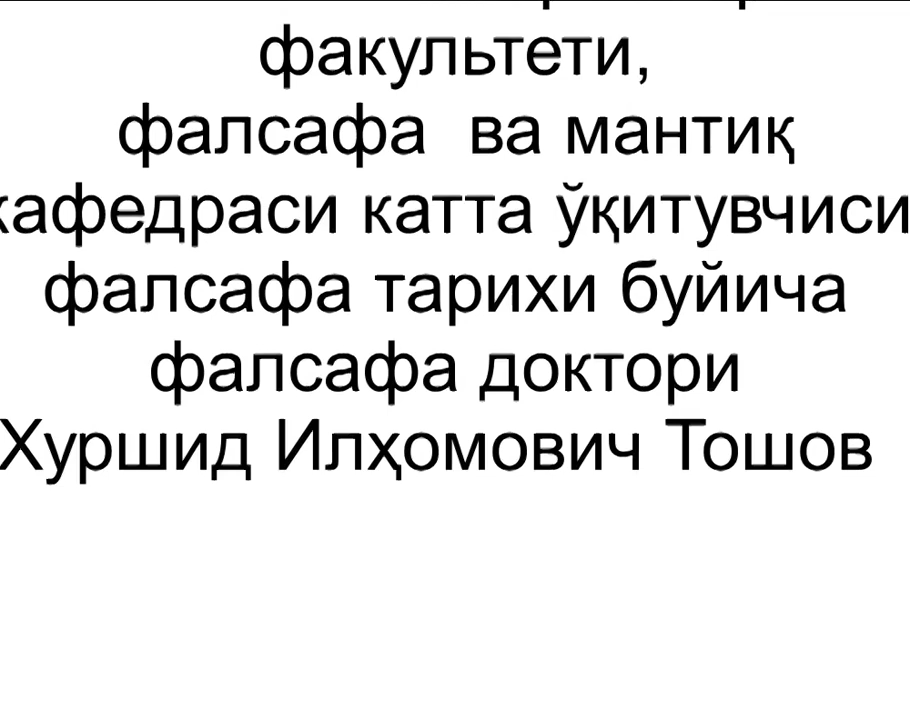 факультети,
фалсафа ва мантиқ
кафедраси катта ўқитувчиси
фалсафа тарихи буйича
фалсафа доктори
Хуршид Илҳомович Тошов